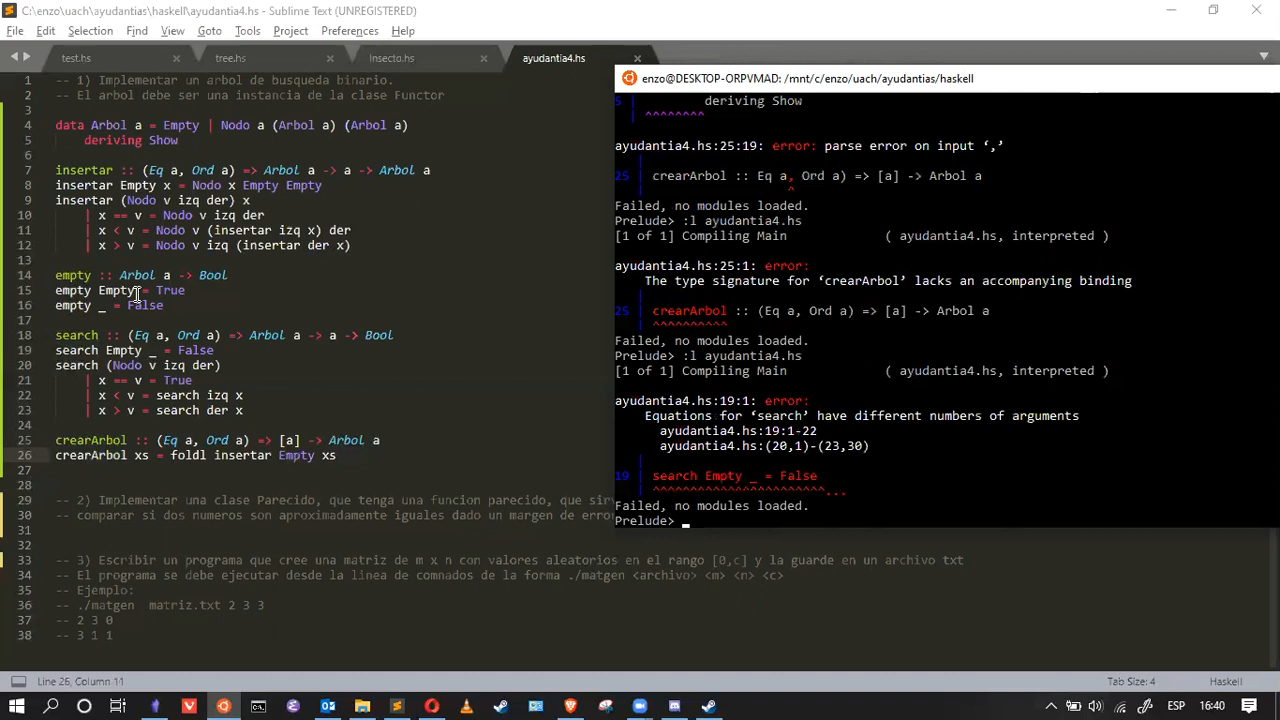 C:\enzo\uach\ayudantias\haskell\ayudantia4.hs - Sublime Text (UNREGISTERED)
File Edit Selection Find View Goto Tools Project Preferences Help
test.hs tree.hs Insecto.hs ayudantia4.hs
1 -- 1) Implementar un arbol de busqueda binario.
2 -- El arbol debe ser una instancia de la clase Functor
3
4 data Arbol a = Empty | Nodo a (Arbol a) (Arbol a)
5 deriving Show
6
7 insertar :: (Eq a, Ord a) => Arbol a -> a -> Arbol a
8 insertar Empty x = Nodo x Empty Empty
9 insertar (Nodo v izq der) x
10 | x == v = Nodo v izq der
11 | x < v = Nodo v (insertar izq x) der
12 | x > v = Nodo v izq (insertar der x)
13
14 empty :: Arbol a -> Bool
15 empty Empty = True
16 empty _ = False
17
18 search :: (Eq a, Ord a) => Arbol a -> a -> Bool
19 search Empty _ = False
20 search (Nodo v izq der)
21 | x == v = True
22 | x < v = search izq x
23 | x > v = search der x
24
25 crearArbol :: (Eq a, Ord a) => [a] -> Arbol a
26 crearArbol xs = foldl insertar Empty xs
27
28
29 -- 2) Implementar una clase Parecido, que tenga una funcion parecido, que sir
30 -- comparar si dos numeros son aproximadamente iguales dado un margen de erro
31
32
33 -- 3) Escribir un programa que cree una matriz de m x n con valores aleatorios en el rango [0,c] y la guarde en un archivo txt
34 -- El programa se debe ejecutar desde la linea de comnados de la forma ./matgen <archivo> <m> <n> <c>
35 -- Ejemplo:
36 -- ./matgen matriz.txt 2 3 3
37 -- 2 3 0
38 -- 3 1 1
enzo@DESKTOP-ORPVMAD: /mnt/c/enzo/uach/ayudantias/haskell
5 | deriving Show
| ^^^^^^^^
ayudantia4.hs:25:19: error: parse error on input ‘,’
|
25 | crearArbol :: Eq a, Ord a) => [a] -> Arbol a
| ^
Failed, no modules loaded.
Prelude> :l ayudantia4.hs
[1 of 1] Compiling Main ( ayudantia4.hs, interpreted )
ayudantia4.hs:25:1: error:
The type signature for ‘crearArbol’ lacks an accompanying binding
|
25 | crearArbol :: (Eq a, Ord a) => [a] -> Arbol a
| ^^^^^^^^^^
Failed, no modules loaded.
Prelude> :l ayudantia4.hs
[1 of 1] Compiling Main ( ayudantia4.hs, interpreted )
ayudantia4.hs:19:1: error:
Equations for ‘search’ have different numbers of arguments
ayudantia4.hs:19:1-22
ayudantia4.hs:(20,1)-(23,30)
|
19 | search Empty _ = False
| ^^^^^^^^^^^^^^^^^^^^^^...
Failed, no modules loaded.
Prelude>
Line 26, Column 11 Tab Size: 4 Haskell
ESP 16:40